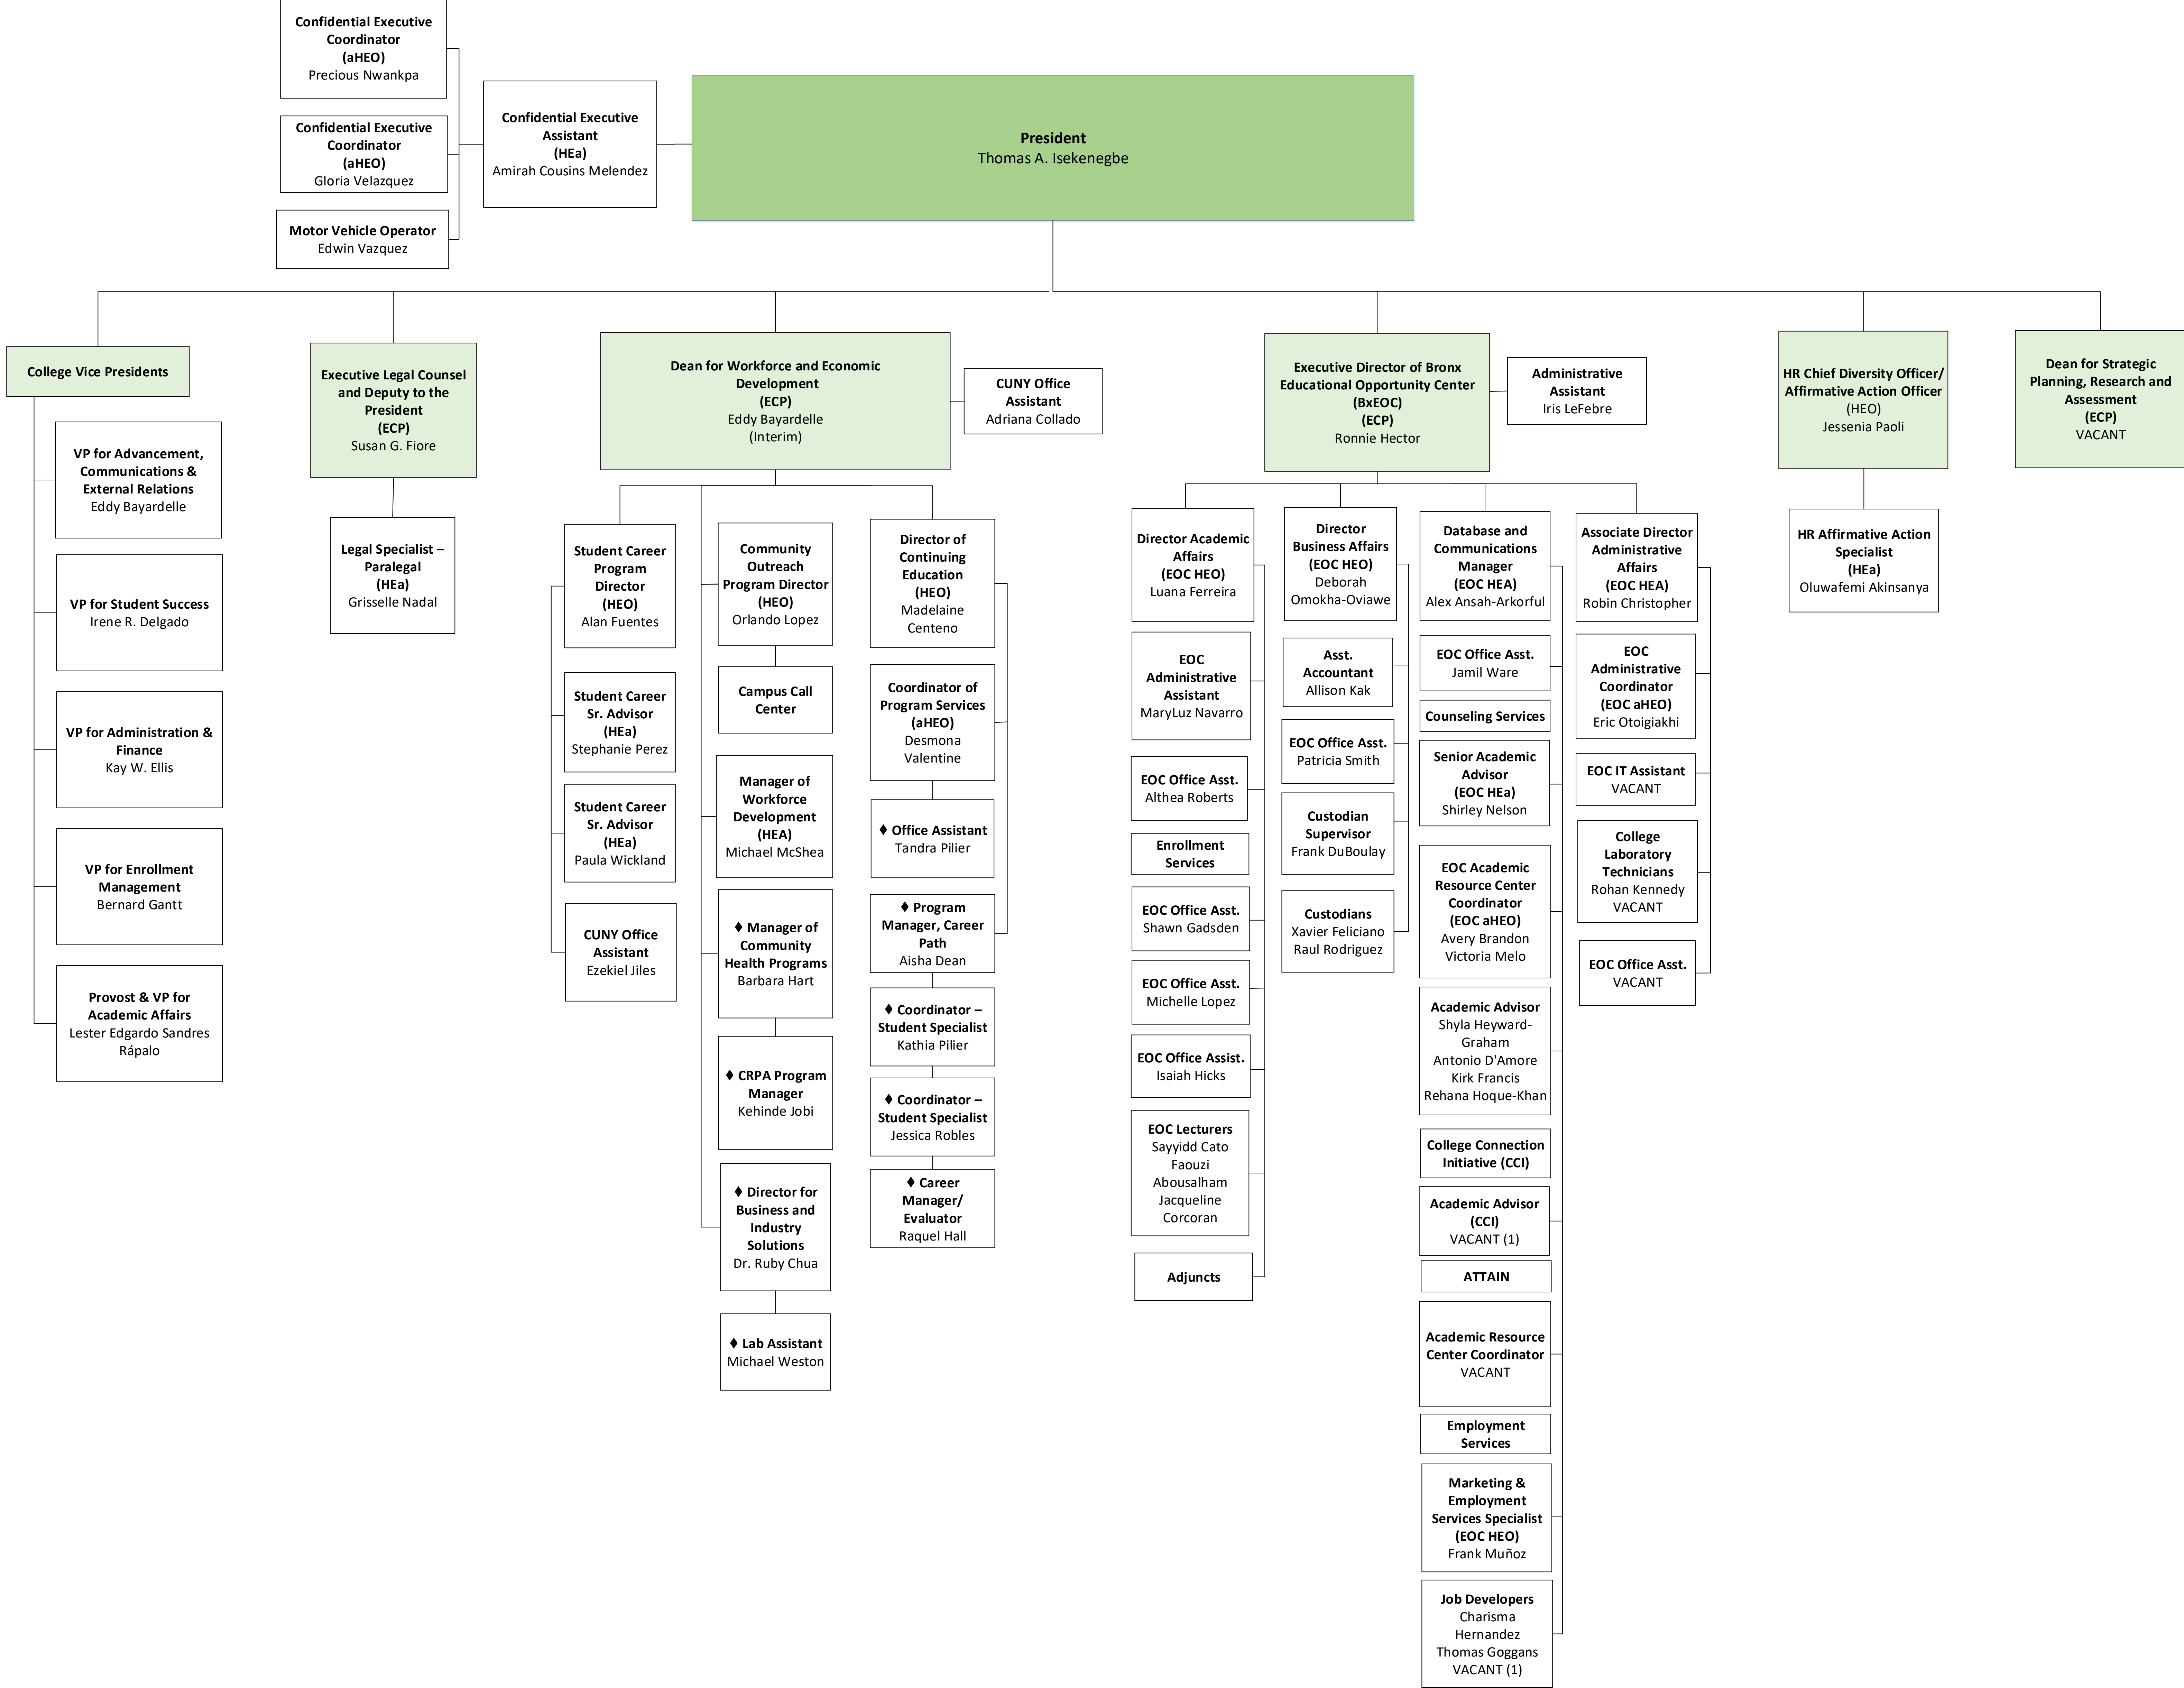 Confidential Executive
Coordinator
(aHEO)
Precious Nwankpa
Confidential Executive
Coordinator
(aHEO)
Gloria Velazquez
Motor Vehicle Operator
Edwin Vazquez
Confidential Executive
Assistant
(HEa)
Amirah Cousins Melendez
President
Thomas A. Isekenegbe
College Vice Presidents
VP for Advancement,
Communications &
External Relations
Eddy Bayardelle
VP for Student Success
Irene R. Delgado
VP for Administration &
Finance
Kay W. Ellis
VP for Enrollment
Management
Bernard Gantt
Provost & VP for
Academic Affairs
Lester Edgardo Sandres
Rápalo
Executive Legal Counsel
and Deputy to the
President
(ECP)
Susan G. Fiore
Legal Specialist –
Paralegal
(HEa)
Grisselle Nadal
Dean for Workforce and Economic
Development
(ECP)
Eddy Bayardelle
(Interim)
CUNY Office
Assistant
Adriana Collado
Student Career
Program
Director
(HEO)
Alan Fuentes
Student Career
Sr. Advisor
(HEa)
Stephanie Perez
Student Career
Sr. Advisor
(HEa)
Paula Wickland
CUNY Office
Assistant
Ezekiel Jiles
Community
Outreach
Program Director
(HEO)
Orlando Lopez
Campus Call
Center
Manager of
Workforce
Development
(HEA)
Michael McShea
♦ Manager of
Community
Health Programs
Barbara Hart
♦ CRPA Program
Manager
Kehinde Jobi
♦ Director for
Business and
Industry
Solutions
Dr. Ruby Chua
♦ Lab Assistant
Michael Weston
Director of
Continuing
Education
(HEO)
Madelaine
Centeno
Coordinator of
Program Services
(aHEO)
Desmona
Valentine
♦ Office Assistant
Tandra Pilier
♦ Program
Manager, Career
Path
Aisha Dean
♦ Coordinator –
Student Specialist
Kathia Pilier
♦ Coordinator –
Student Specialist
Jessica Robles
♦ Career
Manager/
Evaluator
Raquel Hall
Executive Director of Bronx
Educational Opportunity Center
(BxEOC)
(ECP)
Ronnie Hector
Administrative
Assistant
Iris LeFebre
Director Academic
Affairs
(EOC HEO)
Luana Ferreira
EOC
Administrative
Assistant
MaryLuz Navarro
EOC Office Asst.
Althea Roberts
Enrollment
Services
EOC Office Asst.
Shawn Gadsden
EOC Office Asst.
Michelle Lopez
EOC Office Assist.
Isaiah Hicks
EOC Lecturers
Sayyidd Cato
Faouzi
Abousalham
Jacqueline
Corcoran
Adjuncts
Director
Business Affairs
(EOC HEO)
Deborah
Omokha-Oviawe
Asst.
Accountant
Allison Kak
EOC Office Asst.
Patricia Smith
Custodian
Supervisor
Frank DuBoulay
Custodians
Xavier Feliciano
Raul Rodriguez
Database and
Communications
Manager
(EOC HEA)
Alex Ansah-Arkorful
EOC Office Asst.
Jamil Ware
Counseling Services
Senior Academic
Advisor
(EOC HEa)
Shirley Nelson
EOC Academic
Resource Center
Coordinator
(EOC aHEO)
Avery Brandon
Victoria Melo
Academic Advisor
Shyla Heyward-
Graham
Antonio D'Amore
Kirk Francis
Rehana Hoque-Khan
College Connection
Initiative (CCI)
Academic Advisor
(CCI)
VACANT (1)
ATTAIN
Academic Resource
Center Coordinator
VACANT
Employment
Services
Marketing &
Employment
Services Specialist
(EOC HEO)
Frank Muñoz
Job Developers
Charisma
Hernandez
Thomas Goggans
VACANT (1)
Associate Director
Administrative
Affairs
(EOC HEA)
Robin Christopher
EOC
Administrative
Coordinator
(EOC aHEO)
Eric Otoigiakhi
EOC IT Assistant
VACANT
College
Laboratory
Technicians
Rohan Kennedy
VACANT
EOC Office Asst.
VACANT
HR Chief Diversity Officer/
Affirmative Action Officer
(HEO)
Jessenia Paoli
HR Affirmative Action
Specialist
(HEa)
Oluwafemi Akinsanya
Dean for Strategic
Planning, Research and
Assessment
(ECP)
VACANT